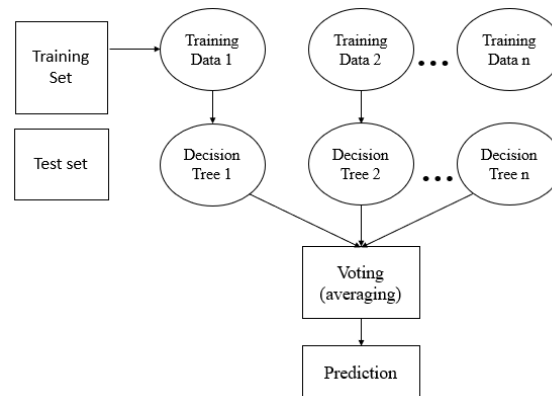 Training
Set
Training
Data 1
Training
Data 2
...
Training
Data n
Test set
Decision
Tree 1
Decision
Tree 2
...
Decision
Tree n
Voting
(averaging)
Prediction